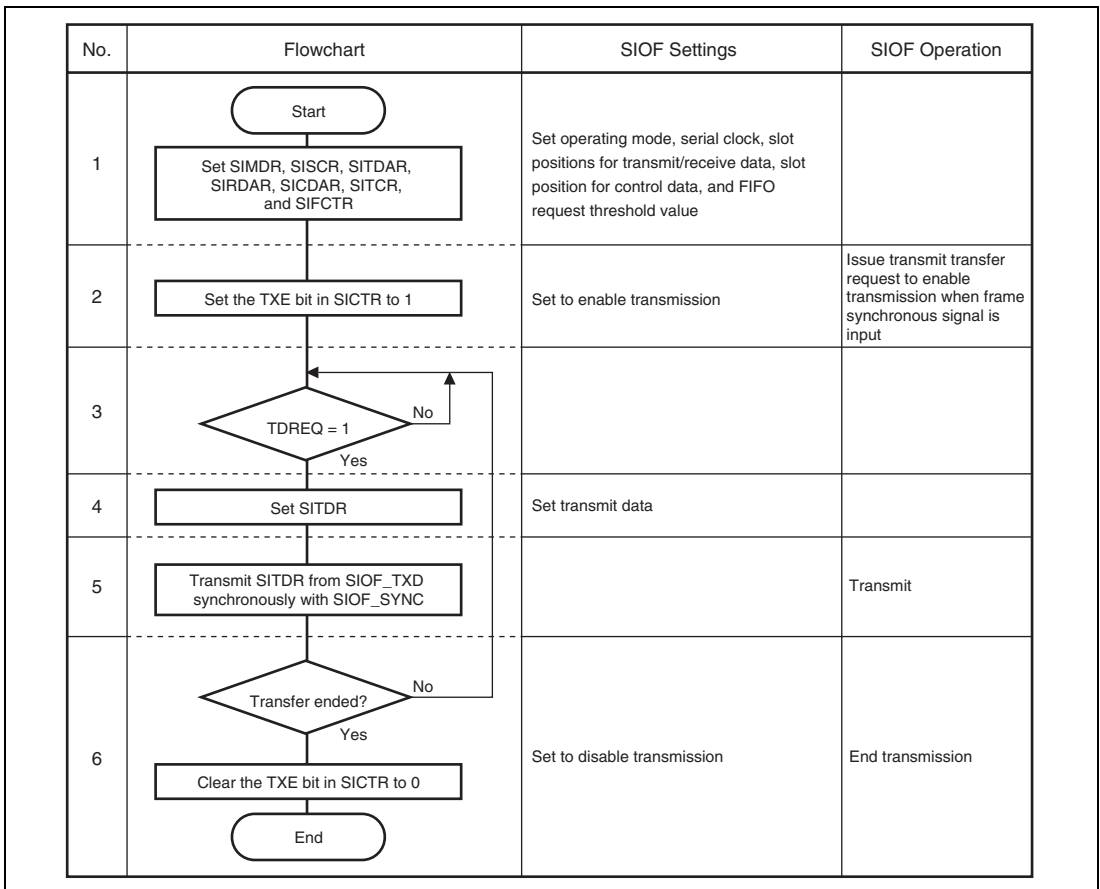 No.
Flowchart
SIOF Settings
SIOF Operation
1
Start
Set SIMDR, SISCR, SITDAR,
SIRDAR, SICDAR, SITCR,
and SIFCTR
Set operating mode, serial clock, slot
positions for transmit/receive data, slot
position for control data, and FIFO
request threshold value
2
Set the TXE bit in SICTR to 1
Set to enable transmission
Issue transmit transfer
request to enable
transmission when frame
synchronous signal is
input
3
TDREQ = 1
No
Yes
4
Set SITDR
Set transmit data
5
Transmit SITDR from SIOF_TXD
synchronously with SIOF_SYNC
Transmit
6
Transfer ended?
No
Yes
Clear the TXE bit in SICTR to 0
End
Set to disable transmission
End transmission